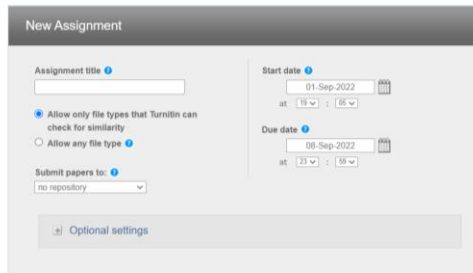 New Assignment
Assignment title
Allow only file types that Turnitin can
check for similarity
Allow any file type
Submit papers to:
no repository
Start date
01-Sep-2022
at 19 : 05
Due date
08-Sep-2022
at 23 : 59
Optional settings